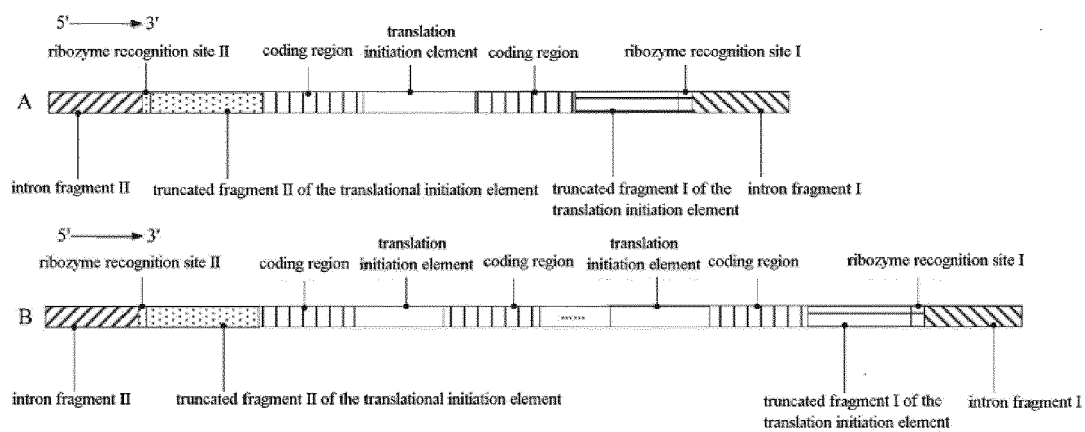 5' 3'
translation
ribozyme recognition site II coding region initiation element coding region ribozyme recognition site I
A
intron fragment II truncated fragment II of the translational initiation element truncated fragment I of the intron fragment I
translation initiation element
5' 3'
translation translation
ribozyme recognition site II coding region initiation element coding region initiation element coding region ribozyme recognition site I
B ······
intron fragment II truncated fragment II of the translational initiation element truncated fragment I of the intron fragment I
translation initiation element